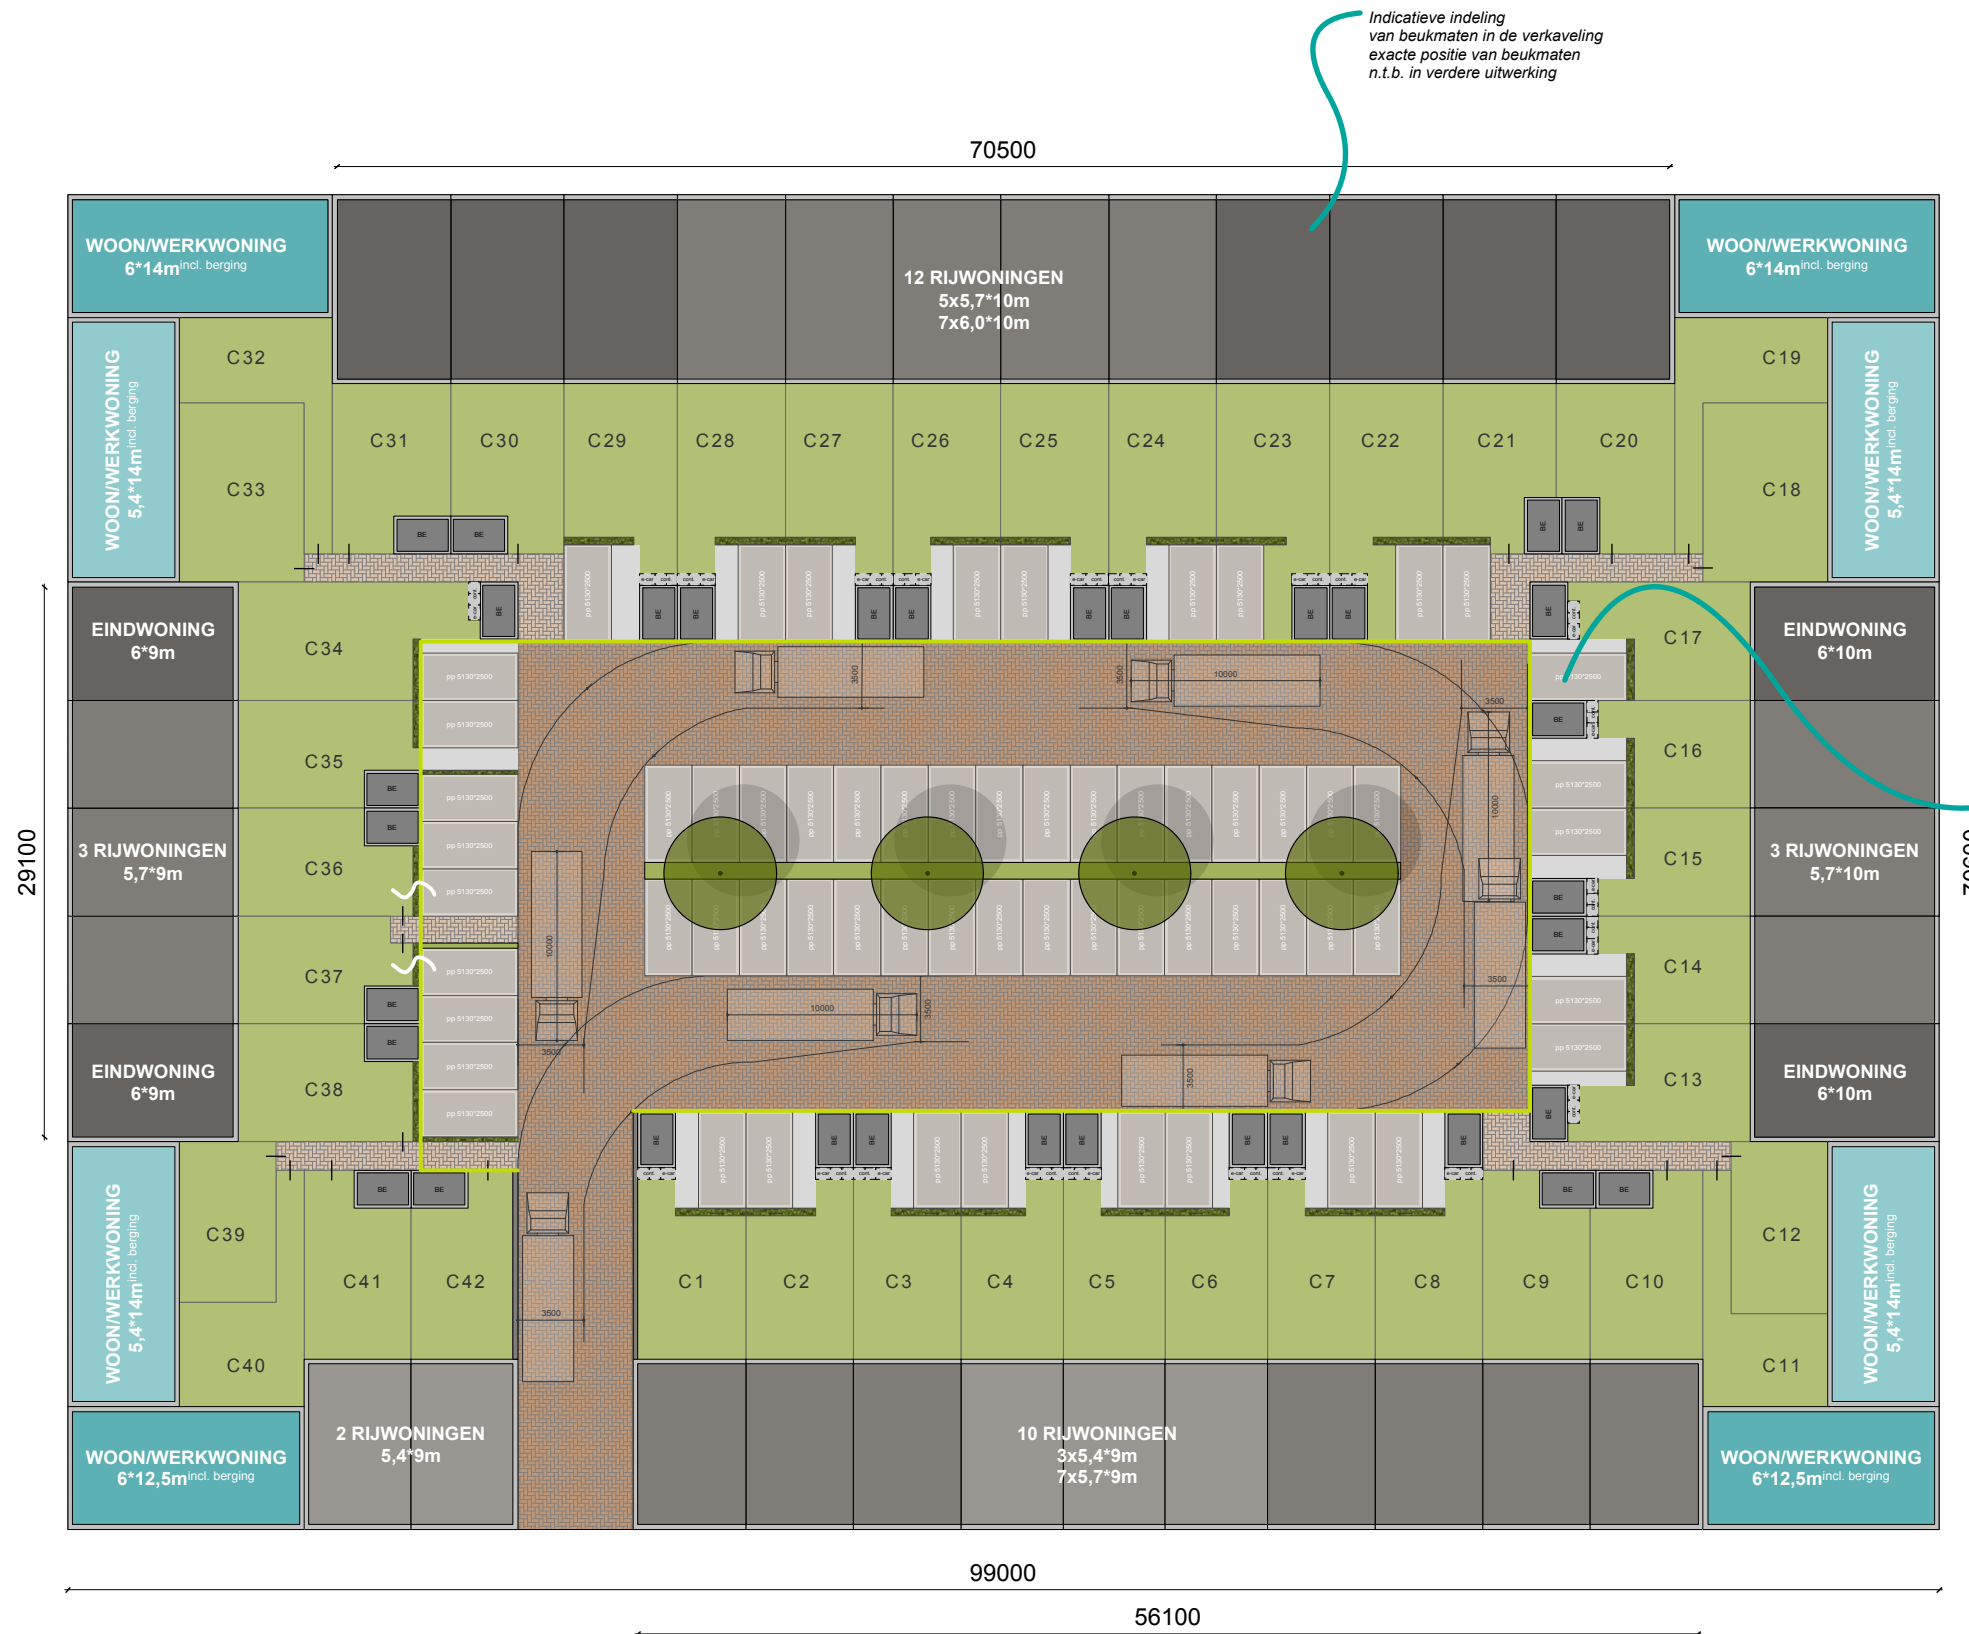 Indicatieve indeling
van beukmaten in de verkaveling
exacte positie van beukmaten
n.t.b. in verdere uitwerking
70500
WOON/WERKWONING
6*14m incl. berging
12 RIJWONINGEN
5x5,7*10m
7x6,0*10m
WOON/WERKWONING
6*14m incl. berging
WOON/WERKWONING
5,4*14m incl. berging
C32
C33
C31
C30
C29
C28
C27
C26
C25
C24
C23
C22
C21
C20
C19
C18
WOON/WERKWONING
5,4*14m incl. berging
29100
EINDWONING
6*9m
C34
C35
3 RIJWONINGEN
5,7*9m
C36
C37
EINDWONING
6*9m
C38
C17
EINDWONING
6*10m
C16
C15
3 RIJWONINGEN
5,7*10m
C14
C13
EINDWONING
6*10m
BE
e-car
cont.
pp 5130*2500
3500
10000
WOON/WERKWONING
5,4*14m incl. berging
C39
C40
C41
C42
C1
C2
C3
C4
C5
C6
C7
C8
C9
C10
C12
C11
WOON/WERKWONING
5,4*14m incl. berging
WOON/WERKWONING
6*12,5m incl. berging
2 RIJWONINGEN
5,4*9m
10 RIJWONINGEN
3x5,4*9m
7x5,7*9m
WOON/WERKWONING
6*12,5m incl. berging
99000
56100